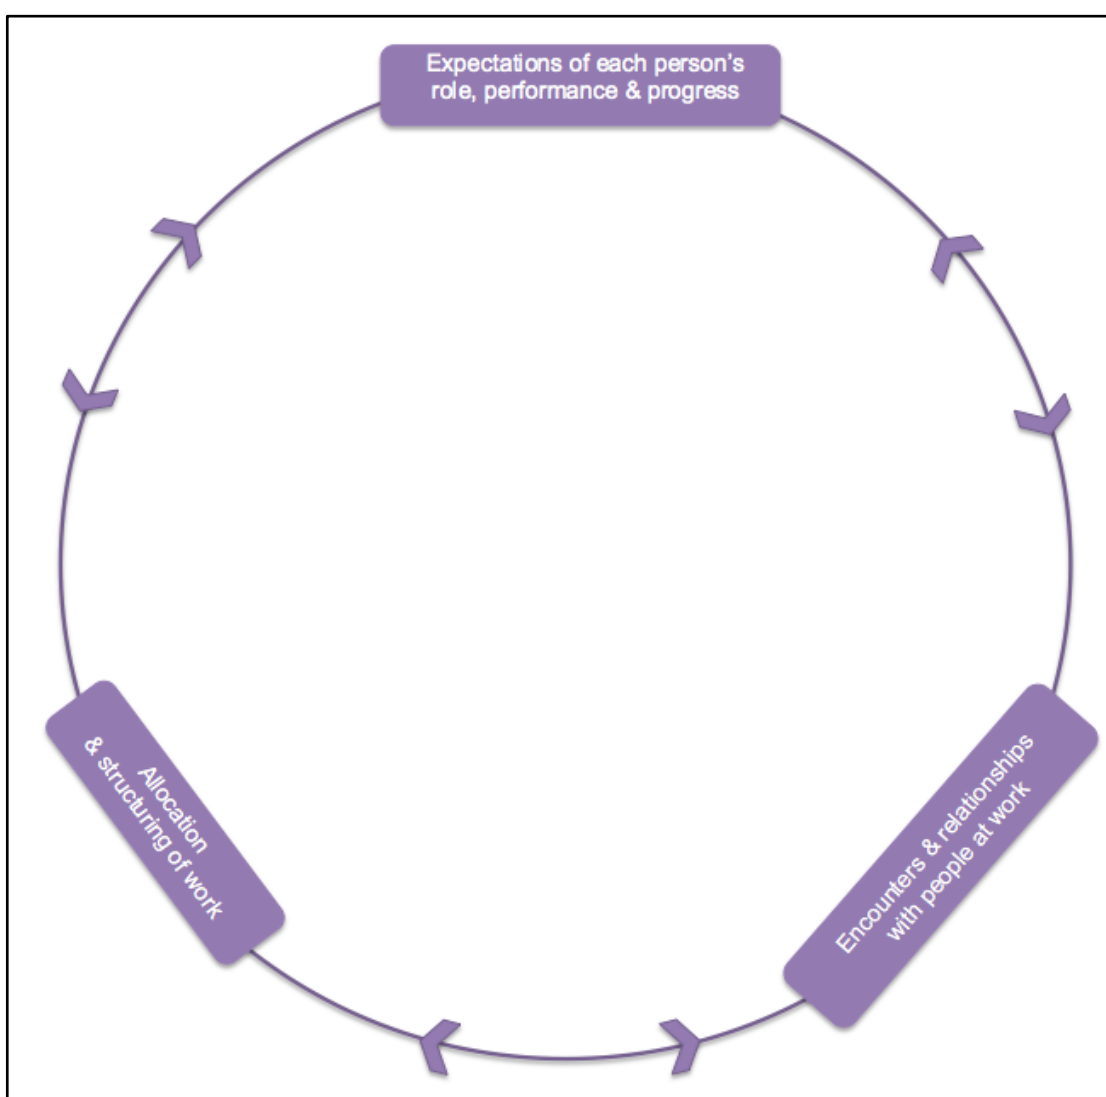 Expectations of each person's
role, performance & progress
Allocation
& structuring of work
Encounters & relationships
with people at work